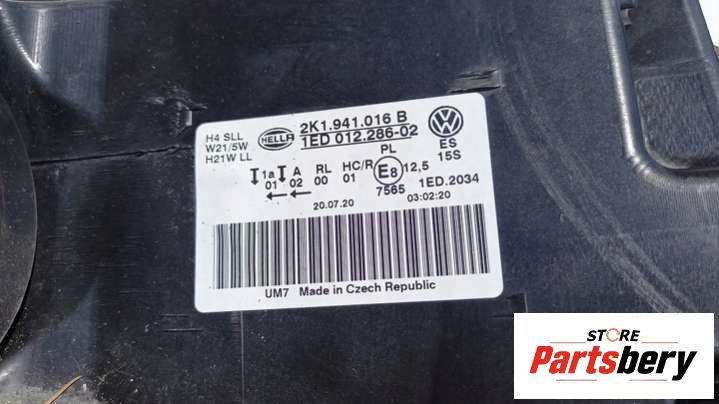 H4 SLL
W21/5W
H21W LL
HELLA
2K1.941.016 B
1ED 012.286-02
PL
ES
15S
1a A RL HC/R E8 12,5
01 02 00 01
7565 1ED.2034
20.07.20 03:02:20
UM7 Made in Czech Republic
STORE
Partsbery